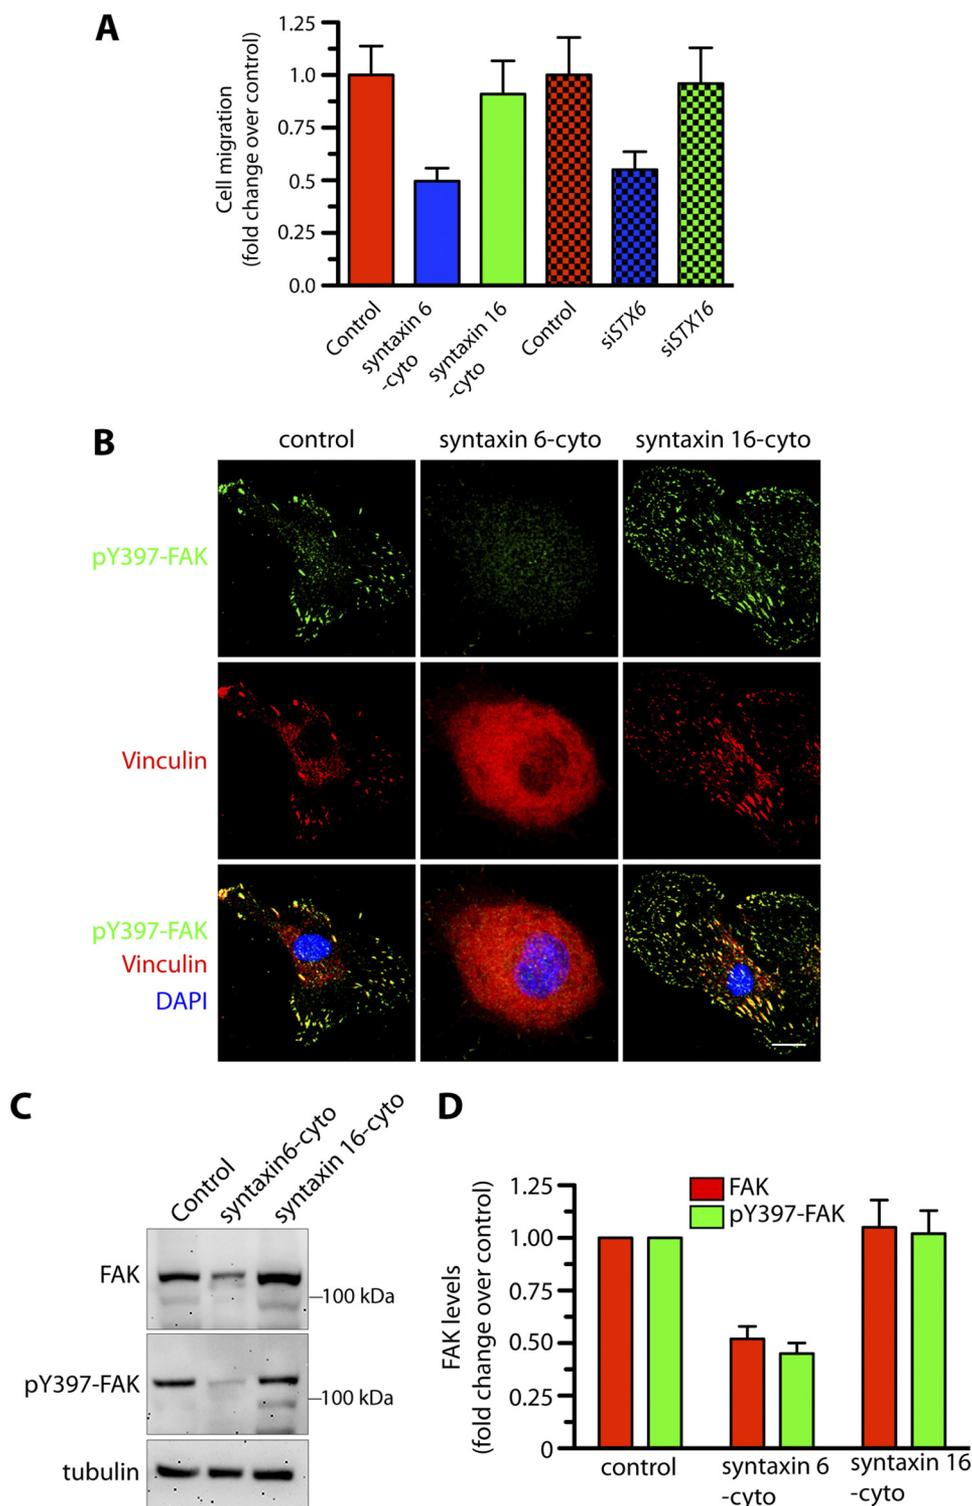 A
Cell migration
(fold change over control)
1.25
1.0
0.75
0.5
0.25
0.0
Control
syntaxin 6
-cyto
syntaxin 16
-cyto
Control
siSTX6
siSTX16
B
control
syntaxin 6-cyto
syntaxin 16-cyto
pY397-FAK
Vinculin
pY397-FAK
Vinculin
DAPI
C
Control
syntaxin6-cyto
syntaxin 16-cyto
FAK
100 kDa
pY397-FAK
100 kDa
tubulin
D
FAK levels
(fold change over control)
1.25
1.00
0.75
0.50
0.25
0
FAK
pY397-FAK
control
syntaxin 6
-cyto
syntaxin 16
-cyto